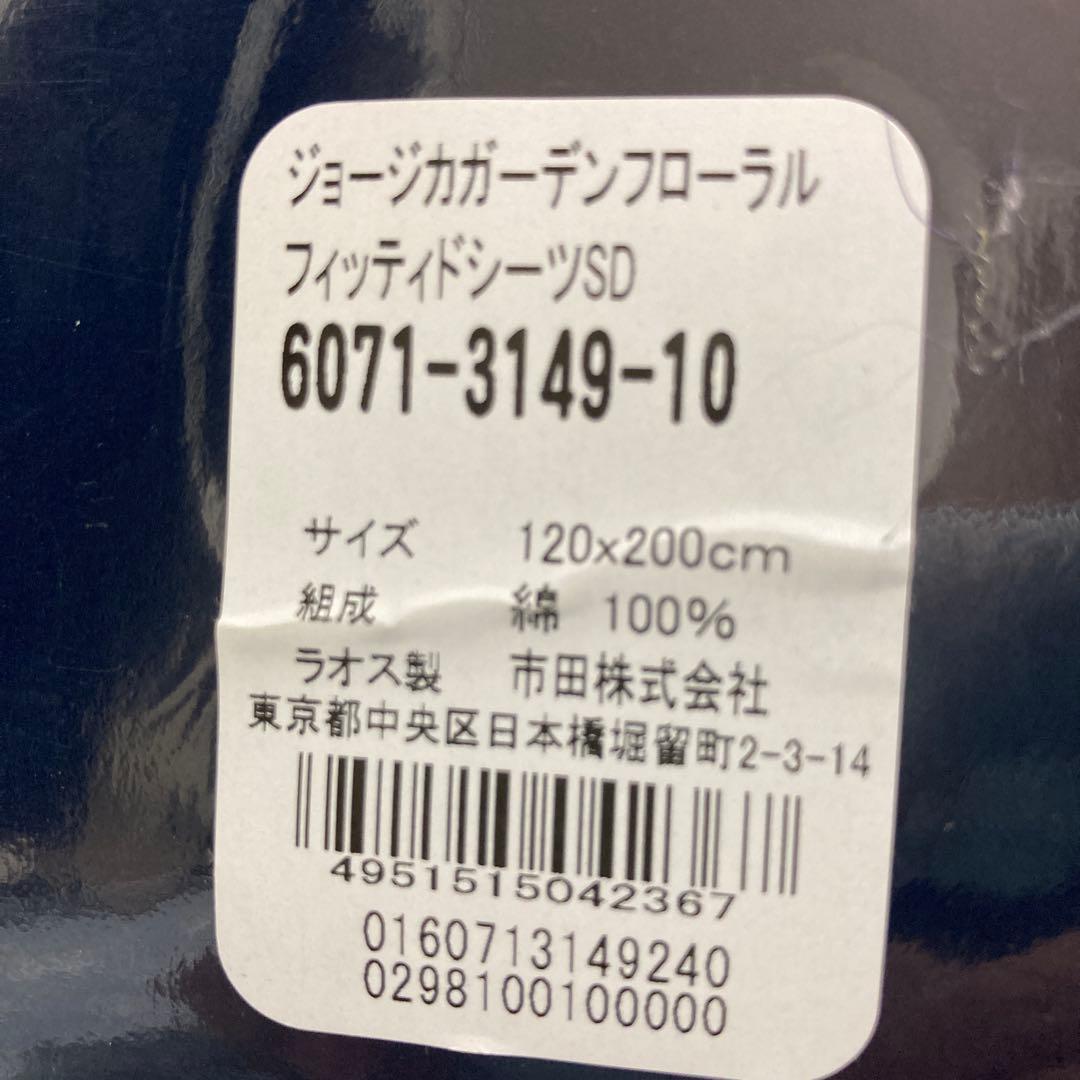 ジョージカガーデンフローラル
フィッティドシーツSD
6071-3149-10
サイズ 120x200cm
組成 綿 100%
ラオス製 市田株式会社
東京都中央区日本橋堀留町2-3-14
4951515042367
0160713149240
0298100100000